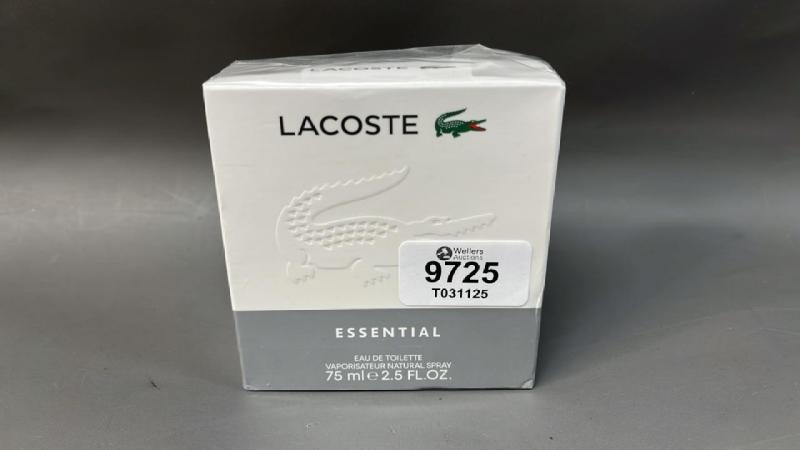 LACOSTE
LACOSTE
Wellers
Auctions
9725
T031125
ESSENTIAL
EAU DE TOILETTE
VAPORISATEUR NATURAL SPRAY
75 ml e 2.5 FL.OZ.